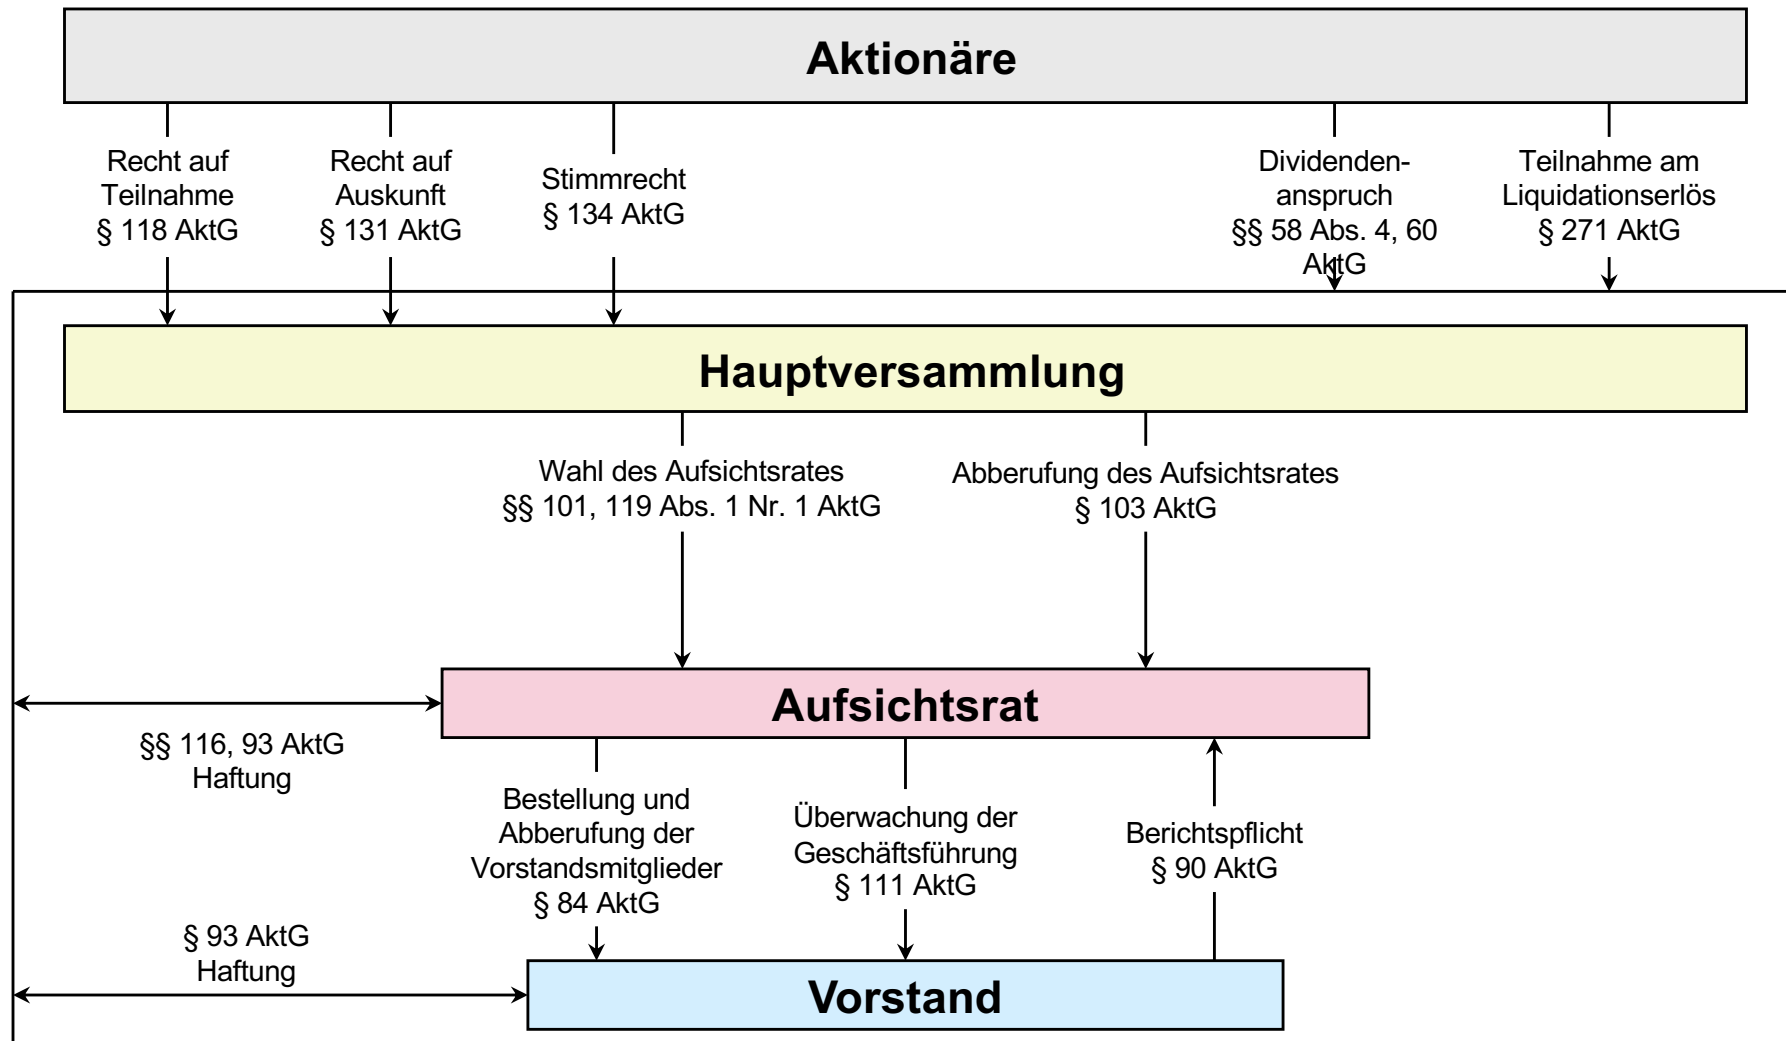 Aktionäre
Recht auf
Teilnahme
§ 118 AktG
Recht auf
Auskunft
§ 131 AktG
Stimmrecht
§ 134 AktG
Dividenden-
anspruch
§§ 58 Abs. 4, 60
AktG
Teilnahme am
Liquidationserlös
§ 271 AktG
Hauptversammlung
Wahl des Aufsichtsrates
§§ 101, 119 Abs. 1 Nr. 1 AktG
Abberufung des Aufsichtsrates
§ 103 AktG
Aufsichtsrat
§§ 116, 93 AktG
Haftung
Bestellung und
Abberufung der
Vorstandsmitglieder
§ 84 AktG
Überwachung der
Geschäftsführung
§ 111 AktG
Berichtspflicht
§ 90 AktG
§ 93 AktG
Haftung
Vorstand